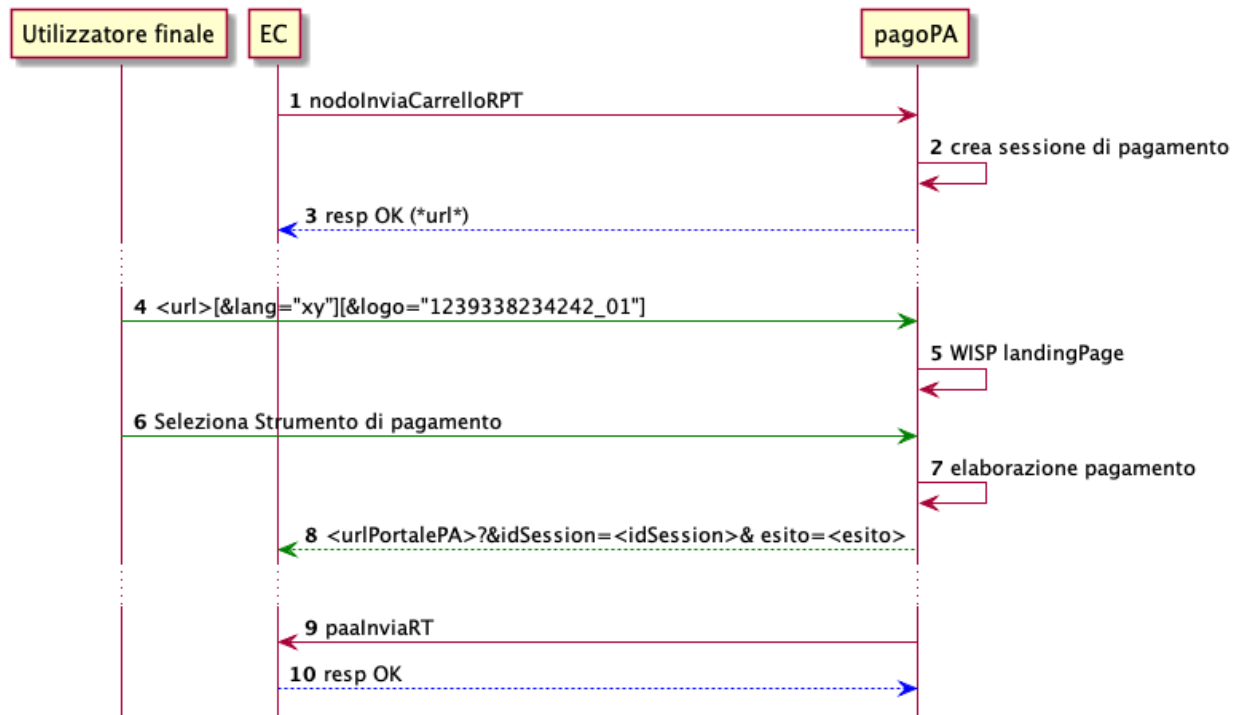 Utilizzatore finale
EC
pagoPA
1 nodoInviaCarrelloRPT
2 crea sessione di pagamento
3 resp OK (*url*)
4 <url>[&lang="xy"][&logo="1239338234242_01"]
5 WISP landingPage
6 Seleziona Strumento di pagamento
7 elaborazione pagamento
8 <urlPortalePA>?&idSession=<idSession>& esito=<esito>
9 paaInviaRT
10 resp OK